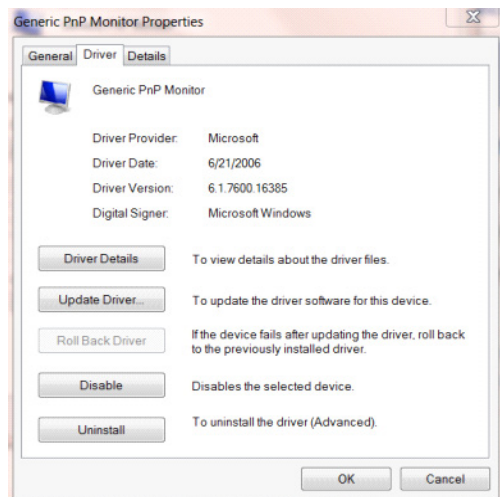 Generic PnP Monitor Properties
General Driver Details
Generic PnP Monitor
Driver Provider: Microsoft
Driver Date: 6/21/2006
Driver Version: 6.1.7600.16385
Digital Signer: Microsoft Windows
Driver Details To view details about the driver files.
Update Driver... To update the driver software for this device.
Roll Back Driver If the device fails after updating the driver, roll back
to the previously installed driver.
Disable Disables the selected device.
Uninstall To uninstall the driver (Advanced).
OK Cancel